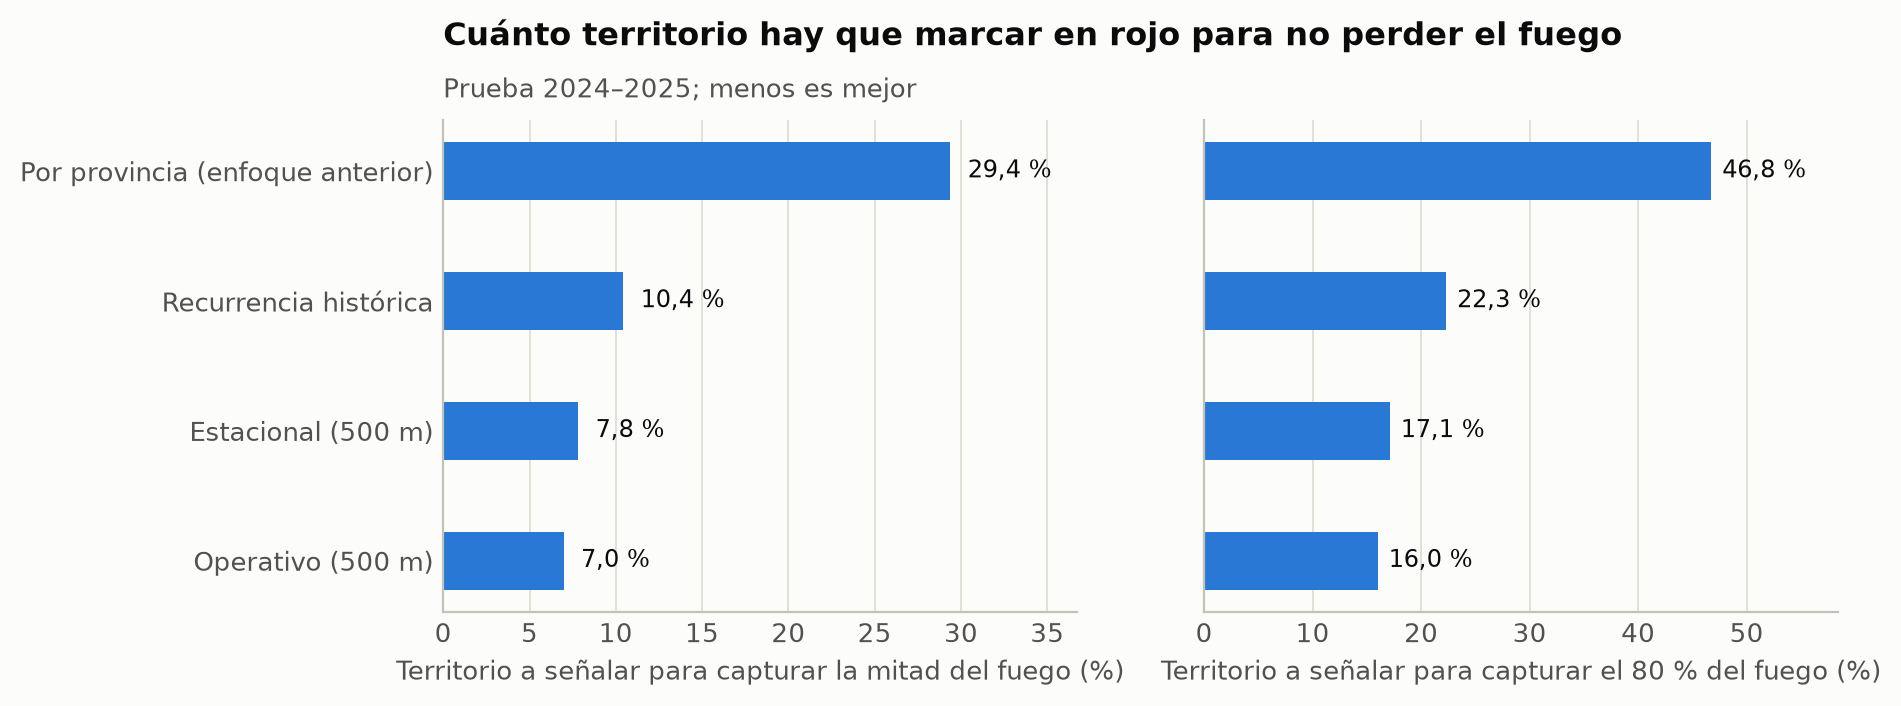 Cuánto territorio hay que marcar en rojo para no perder el fuego
Prueba 2024–2025; menos es mejor
Por provincia (enfoque anterior)
29,4 %
46,8 %
Recurrencia histórica
10,4 %
22,3 %
Estacional (500 m)
7,8 %
17,1 %
Operativo (500 m)
7,0 %
16,0 %
0 5 10 15 20 25 30 35
0 10 20 30 40 50
Territorio a señalar para capturar la mitad del fuego (%)
Territorio a señalar para capturar el 80 % del fuego (%)